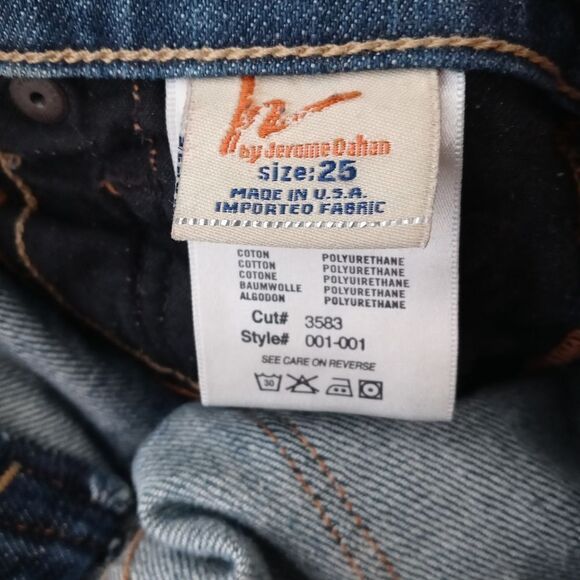 by Jerome Dahan
size:25
MADE IN U.S.A.
IMPORTED FABRIC
COTON POLYURETHANE
COTTON POLYURETHANE
COTONE POLYUIRETHANE
BAUMWOLLE POLYURETHANE
ALGODON POLYURETHANE
Cut# 3583
Style# 001-001
SEE CARE ON REVERSE
30